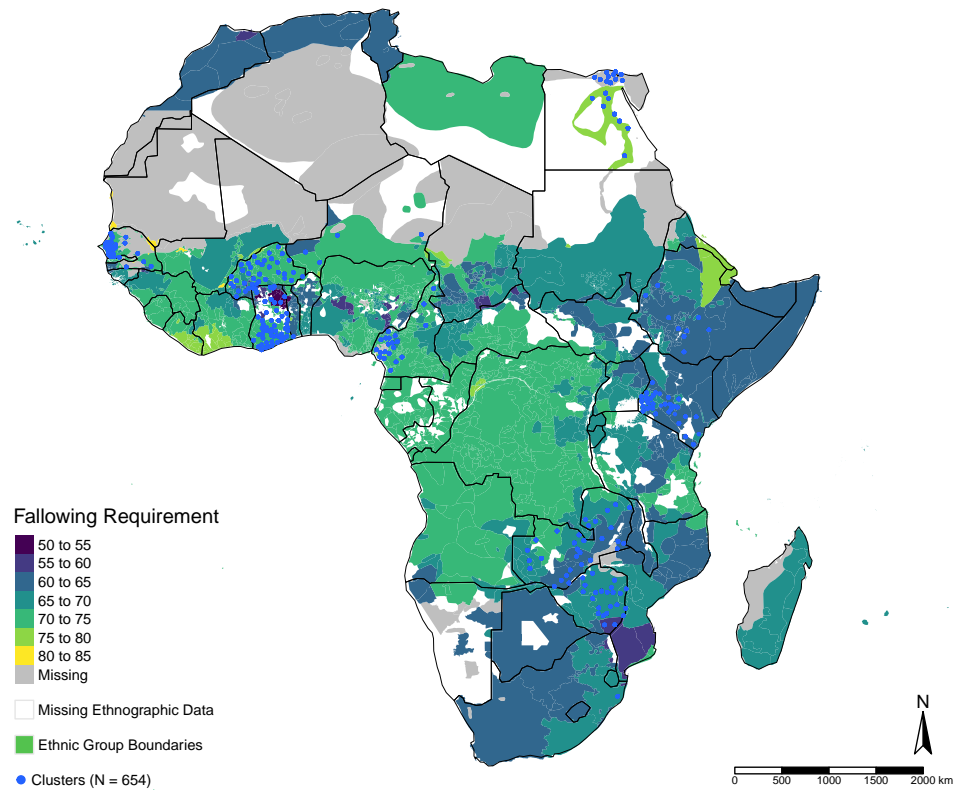 Fallowing Requirement
50 to 55
55 to 60
60 to 65
65 to 70
70 to 75
75 to 80
80 to 85
Missing
Missing Ethnographic Data
Ethnic Group Boundaries
Clusters (N = 654)
N
0 500 1000 1500 2000 km